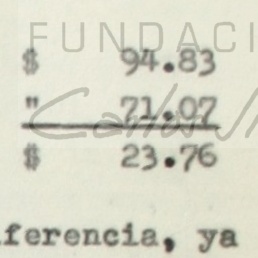 FUNDACI
$ 94.83
" 71.07
$ 23.76
ferencia, ya